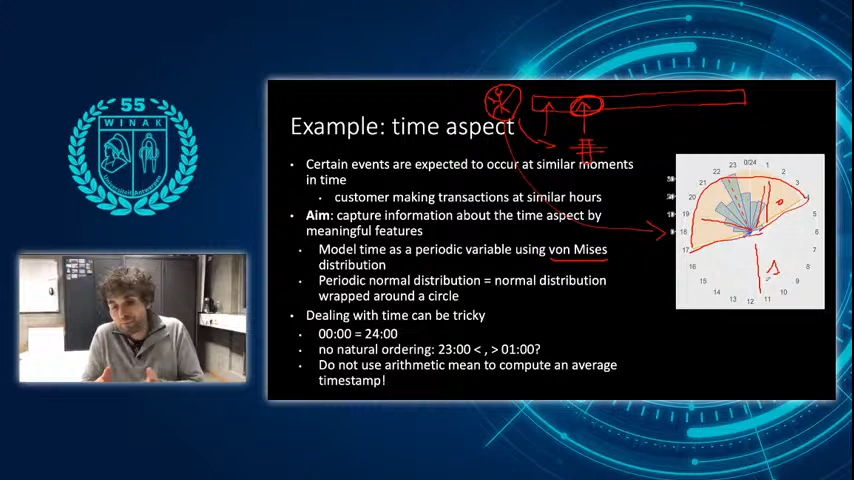 55
WINAK
Universiteit Antwerpen
Example: time aspect
• Certain events are expected to occur at similar moments
in time
• customer making transactions at similar hours
• Aim: capture information about the time aspect by
meaningful features
• Model time as a periodic variable using von Mises
distribution
• Periodic normal distribution = normal distribution
wrapped around a circle
• Dealing with time can be tricky
• 00:00 = 24:00
• no natural ordering: 23:00 < , > 01:00?
• Do not use arithmetic mean to compute an average
timestamp!
0/24
23 1
22 2
21 3
20
19 5
18 6
17 7
16 8
15 9
14 10
13 12 11
0
1